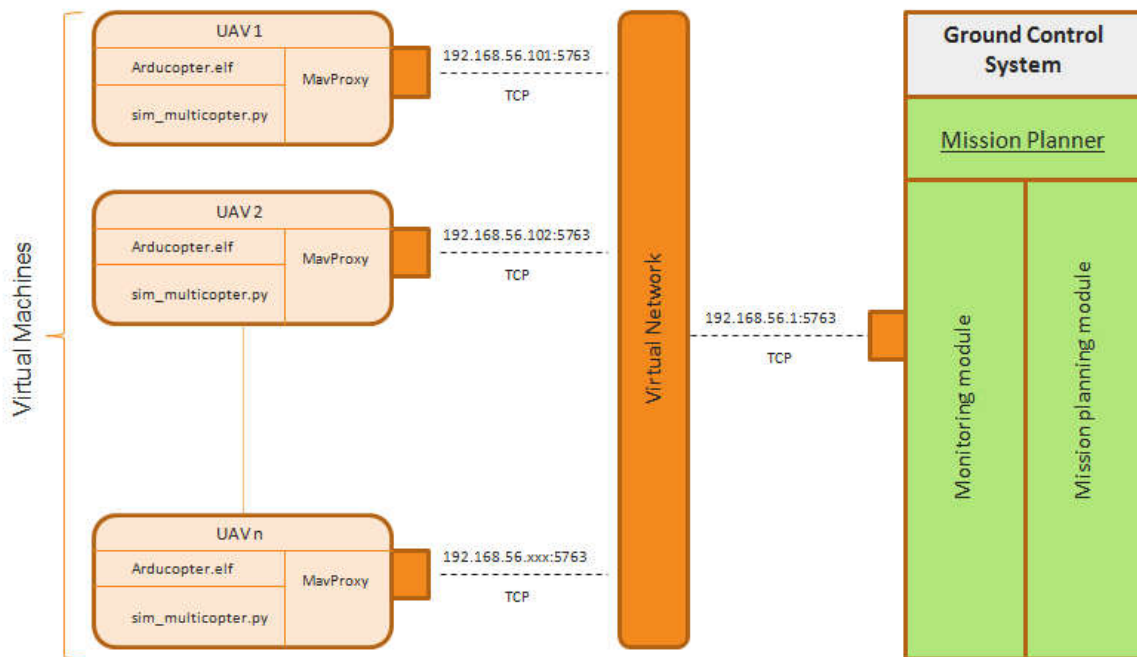 Virtual Machines
UAV 1
Arducopter.elf
sim_multicopter.py
MavProxy
192.168.56.101:5763
TCP
UAV 2
Arducopter.elf
sim_multicopter.py
MavProxy
192.168.56.102:5763
TCP
UAV n
Arducopter.elf
sim_multicopter.py
MavProxy
192.168.56.xxx:5763
TCP
Virtual Network
192.168.56.1:5763
TCP
Ground Control
System
Mission Planner
Monitoring module
Mission planning module